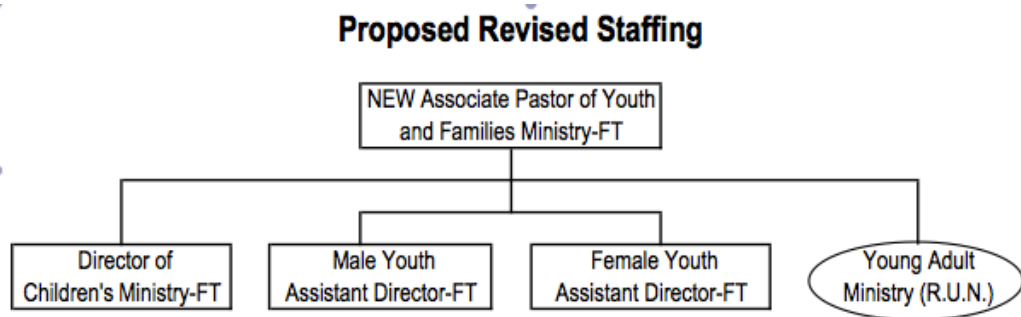 Proposed Revised Staffing
NEW Associate Pastor of Youth
and Families Ministry-FT
Director of
Children's Ministry-FT
Male Youth
Assistant Director-FT
Female Youth
Assistant Director-FT
Young Adult
Ministry (R.U.N.)